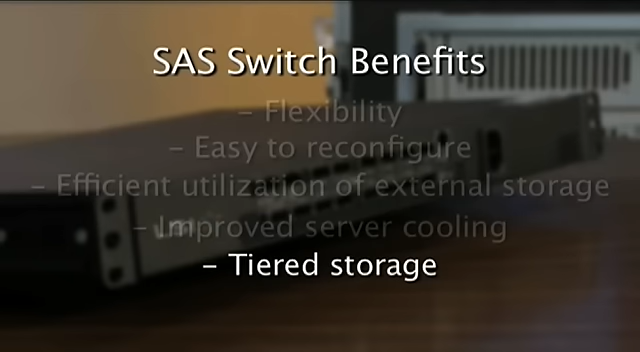 SAS Switch Benefits
– Flexibility
– Easy to reconfigure
– Efficient utilization of external storage
– Improved server cooling
– Tiered storage